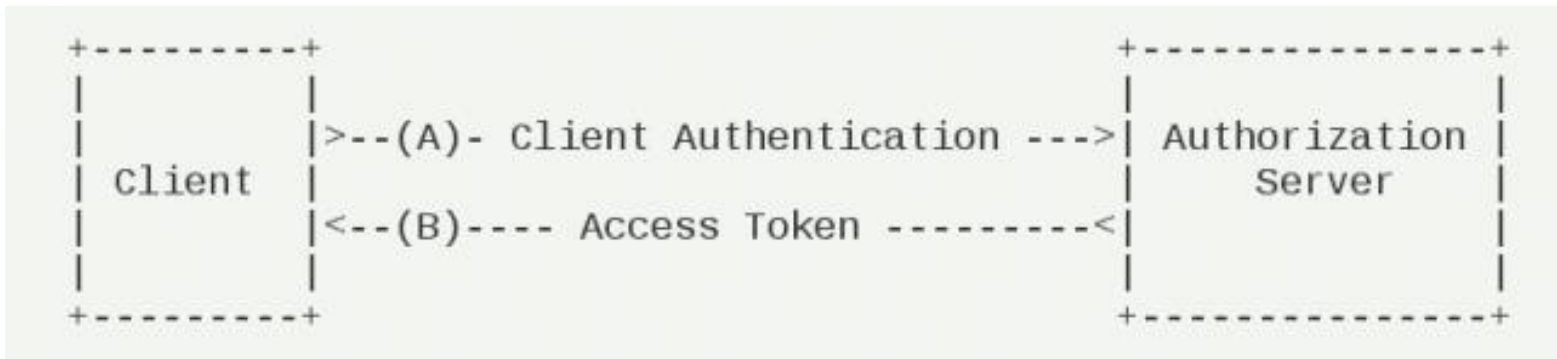 +---------+                                  +---------------+
|         |                                  |               |
|         |>--(A)- Client Authentication --->| Authorization |
| Client  |                                  |     Server    |
|         |<--(B)---- Access Token ---------<|               |
|         |                                  |               |
+---------+                                  +---------------+